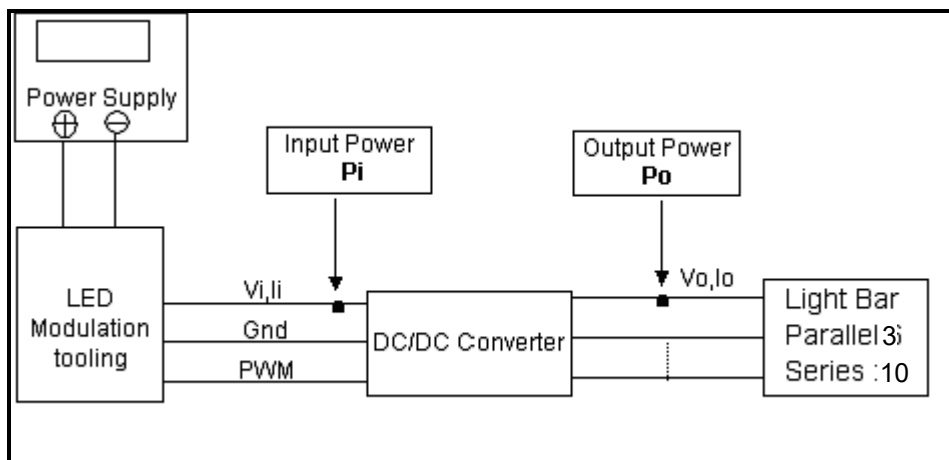 Power Supply
+ −
Input Power
Pi
Output Power
Po
LED
Modulation
tooling
Vi,Ii
Gnd
PWM
DC/DC Converter
Vo,Io
Light Bar
Parallel 3
Series :10